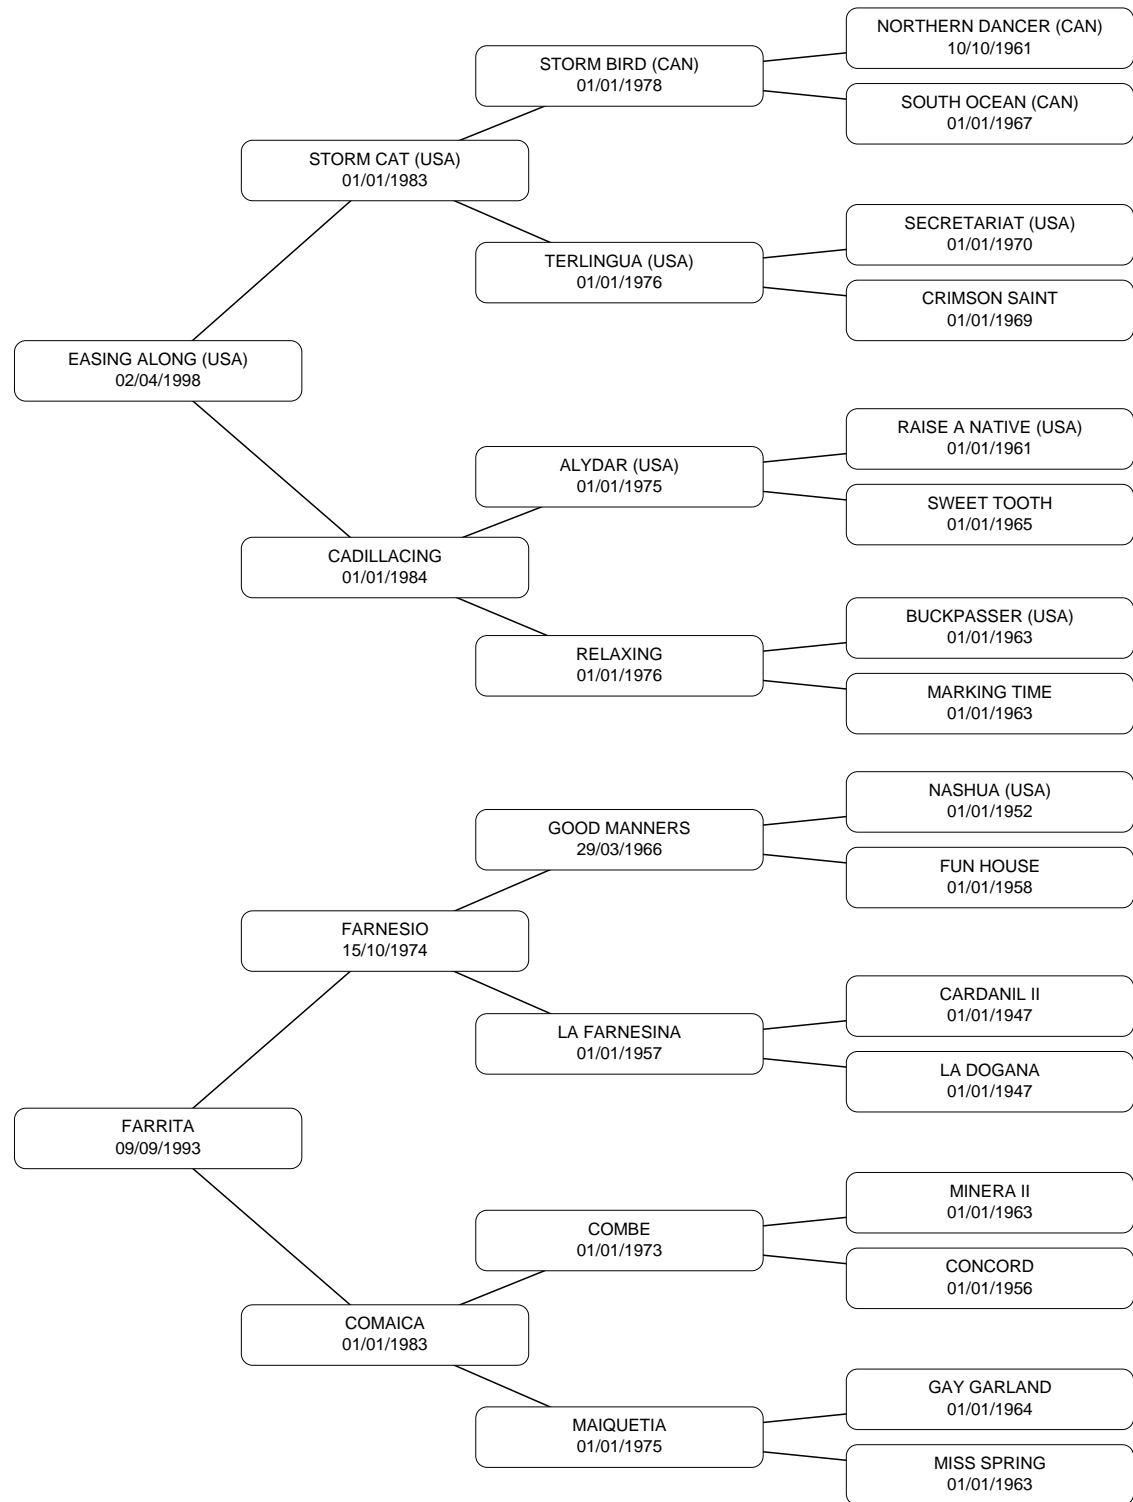 NORTHERN DANCER (CAN)
10/10/1961
STORM BIRD (CAN)
01/01/1978
SOUTH OCEAN (CAN)
01/01/1967
STORM CAT (USA)
01/01/1983
SECRETARIAT (USA)
01/01/1970
TERLINGUA (USA)
01/01/1976
CRIMSON SAINT
01/01/1969
EASING ALONG (USA)
02/04/1998
RAISE A NATIVE (USA)
01/01/1961
ALYDAR (USA)
01/01/1975
SWEET TOOTH
01/01/1965
CADILLACING
01/01/1984
BUCKPASSER (USA)
01/01/1963
RELAXING
01/01/1976
MARKING TIME
01/01/1963
NASHUA (USA)
01/01/1952
GOOD MANNERS
29/03/1966
FUN HOUSE
01/01/1958
FARNESIO
15/10/1974
CARDANIL II
01/01/1947
LA FARNESINA
01/01/1957
LA DOGANA
01/01/1947
FARRITA
09/09/1993
MINERA II
01/01/1963
COMBE
01/01/1973
CONCORD
01/01/1956
COMAICA
01/01/1983
GAY GARLAND
01/01/1964
MAIQUETIA
01/01/1975
MISS SPRING
01/01/1963